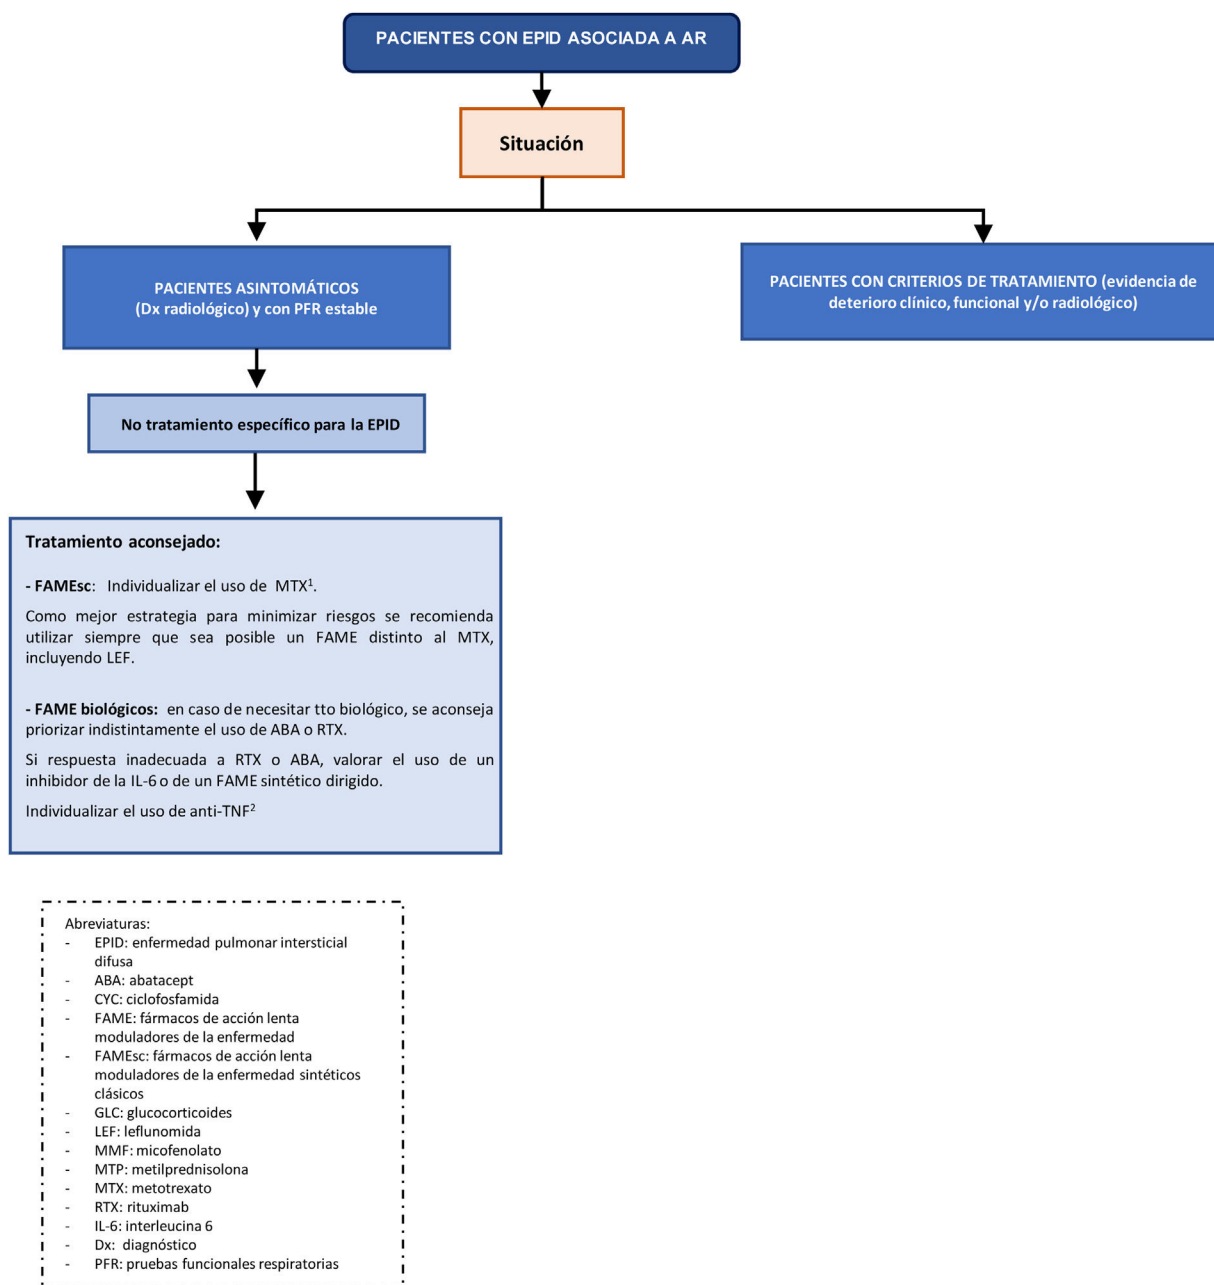 PACIENTES CON EPID ASOCIADA A AR
Situación
PACIENTES ASINTOMÁTICOS
(Dx radiológico) y con PFR estable
PACIENTES CON CRITERIOS DE TRATAMIENTO (evidencia de
deterioro clínico, funcional y/o radiológico)
No tratamiento específico para la EPID
Tratamiento aconsejado:
- FAMEsc: Individualizar el uso de MTX¹.
Como mejor estrategia para minimizar riesgos se recomienda
utilizar siempre que sea posible un FAME distinto al MTX,
incluyendo LEF.
- FAME biológicos: en caso de necesitar tto biológico, se aconseja
priorizar indistintamente el uso de ABA o RTX.
Si respuesta inadecuada a RTX o ABA, valorar el uso de un
inhibidor de la IL-6 o de un FAME sintético dirigido.
Individualizar el uso de anti-TNF²
Abreviaturas:
- EPID: enfermedad pulmonar intersticial
difusa
- ABA: abatacept
- CYC: ciclofosfamida
- FAME: fármacos de acción lenta
moduladores de la enfermedad
- FAMEsc: fármacos de acción lenta
moduladores de la enfermedad sintéticos
clásicos
- GLC: glucocorticoides
- LEF: leflunomida
- MMF: micofenolato
- MTP: metilprednisolona
- MTX: metotrexato
- RTX: rituximab
- IL-6: interleucina 6
- Dx: diagnóstico
- PFR: pruebas funcionales respiratorias